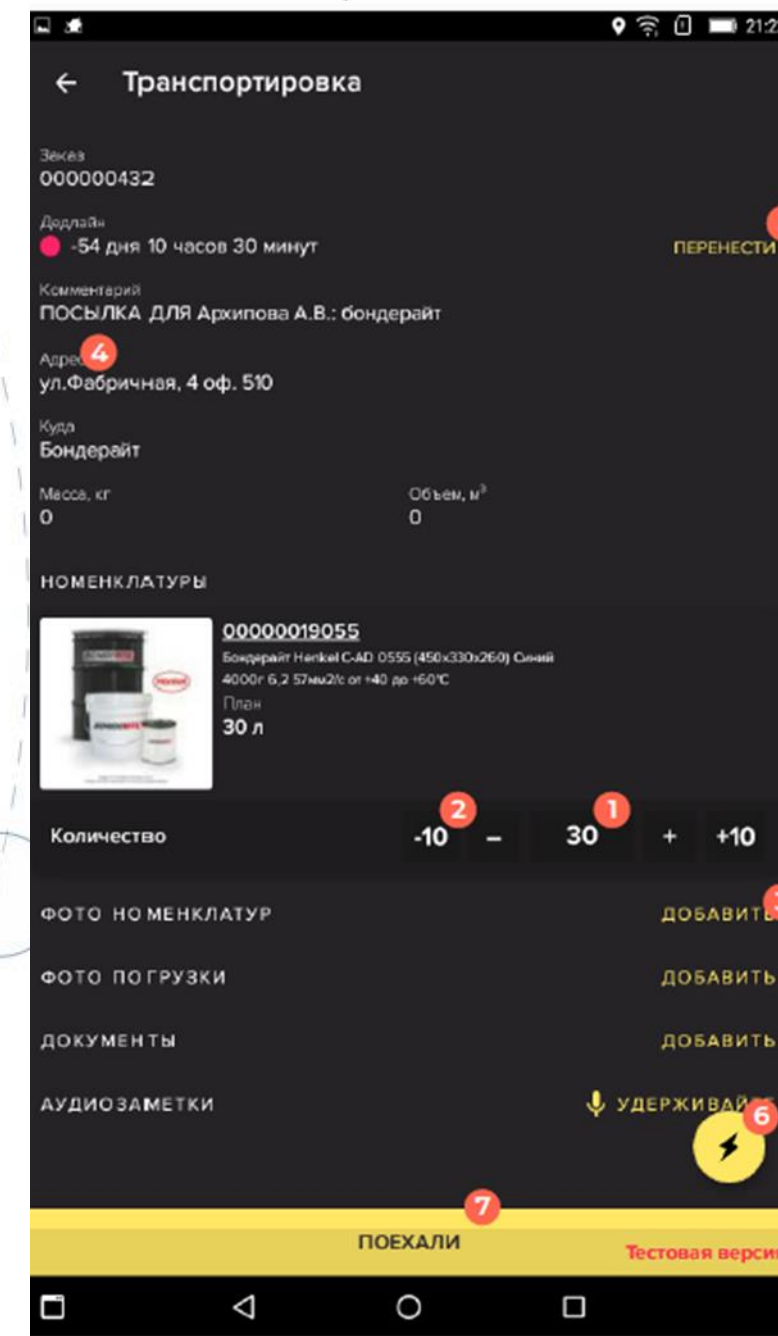 21:2
Транспортировка
Заказ
000000432
Дедлайн
-54 дня 10 часов 30 минут
ПЕРЕНЕСТИ
Комментарий
ПОСЫЛКА ДЛЯ Архипова А.В.: бондерайт
Адрес
4
ул.Фабричная, 4 оф. 510
Куда
Бондерайт
Масса, кг
Объем, м³
0
0
НОМЕНКЛАТУРЫ
00000019055
Бондерайт Henkel C-AD 0555 (450x330x260) Синий
4000г 6,2 57мм2/с от +40 до +60°С
План
30 л
2
1
Количество
-10 – 30 + +10
ФОТО НОМЕНКЛАТУР
ДОБАВИТЬ
ФОТО ПОГРУЗКИ
ДОБАВИТЬ
ДОКУМЕНТЫ
ДОБАВИТЬ
АУДИОЗАМЕТКИ
УДЕРЖИВАЙТЕ
6
7
ПОЕХАЛИ
Тестовая версия